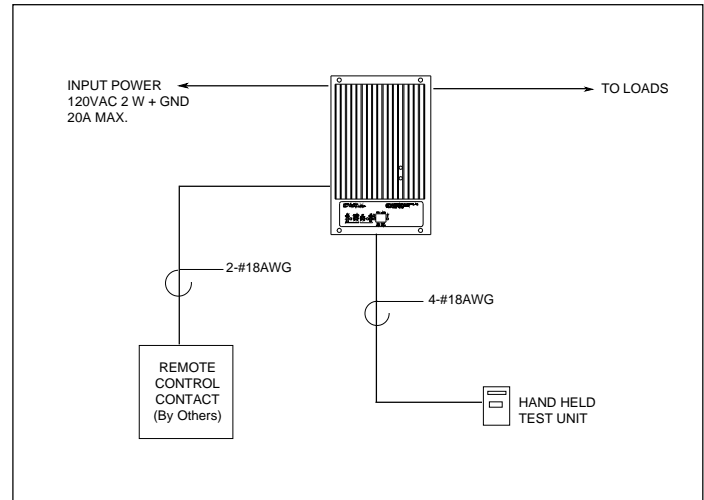 INPUT POWER
120VAC 2 W + GND
20A MAX.
TO LOADS
2-#18AWG
4-#18AWG
REMOTE
CONTROL
CONTACT
(By Others)
HAND HELD
TEST UNIT